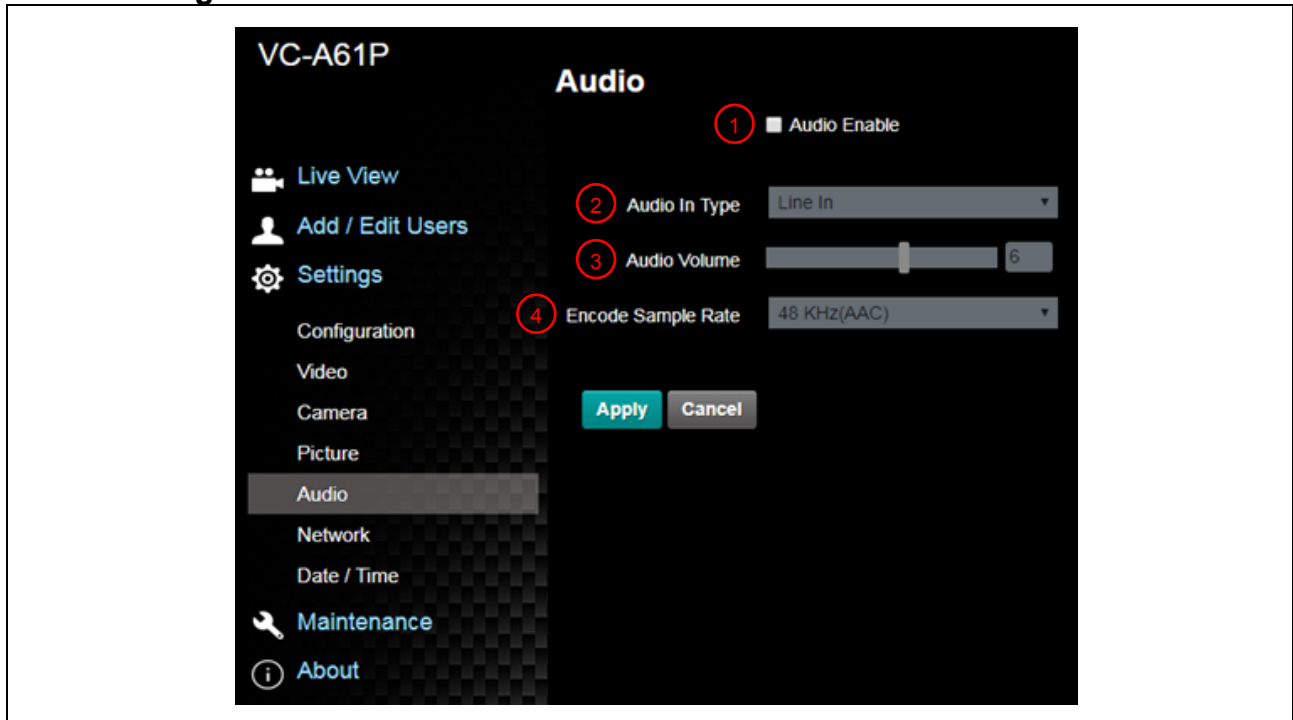 VC-A61P
Audio
1 Audio Enable
Live View
Add / Edit Users
Settings
Configuration
Video
Camera
Picture
Audio
Network
Date / Time
Maintenance
About
2 Audio In Type Line In
3 Audio Volume 6
4 Encode Sample Rate 48 KHz(AAC)
Apply Cancel